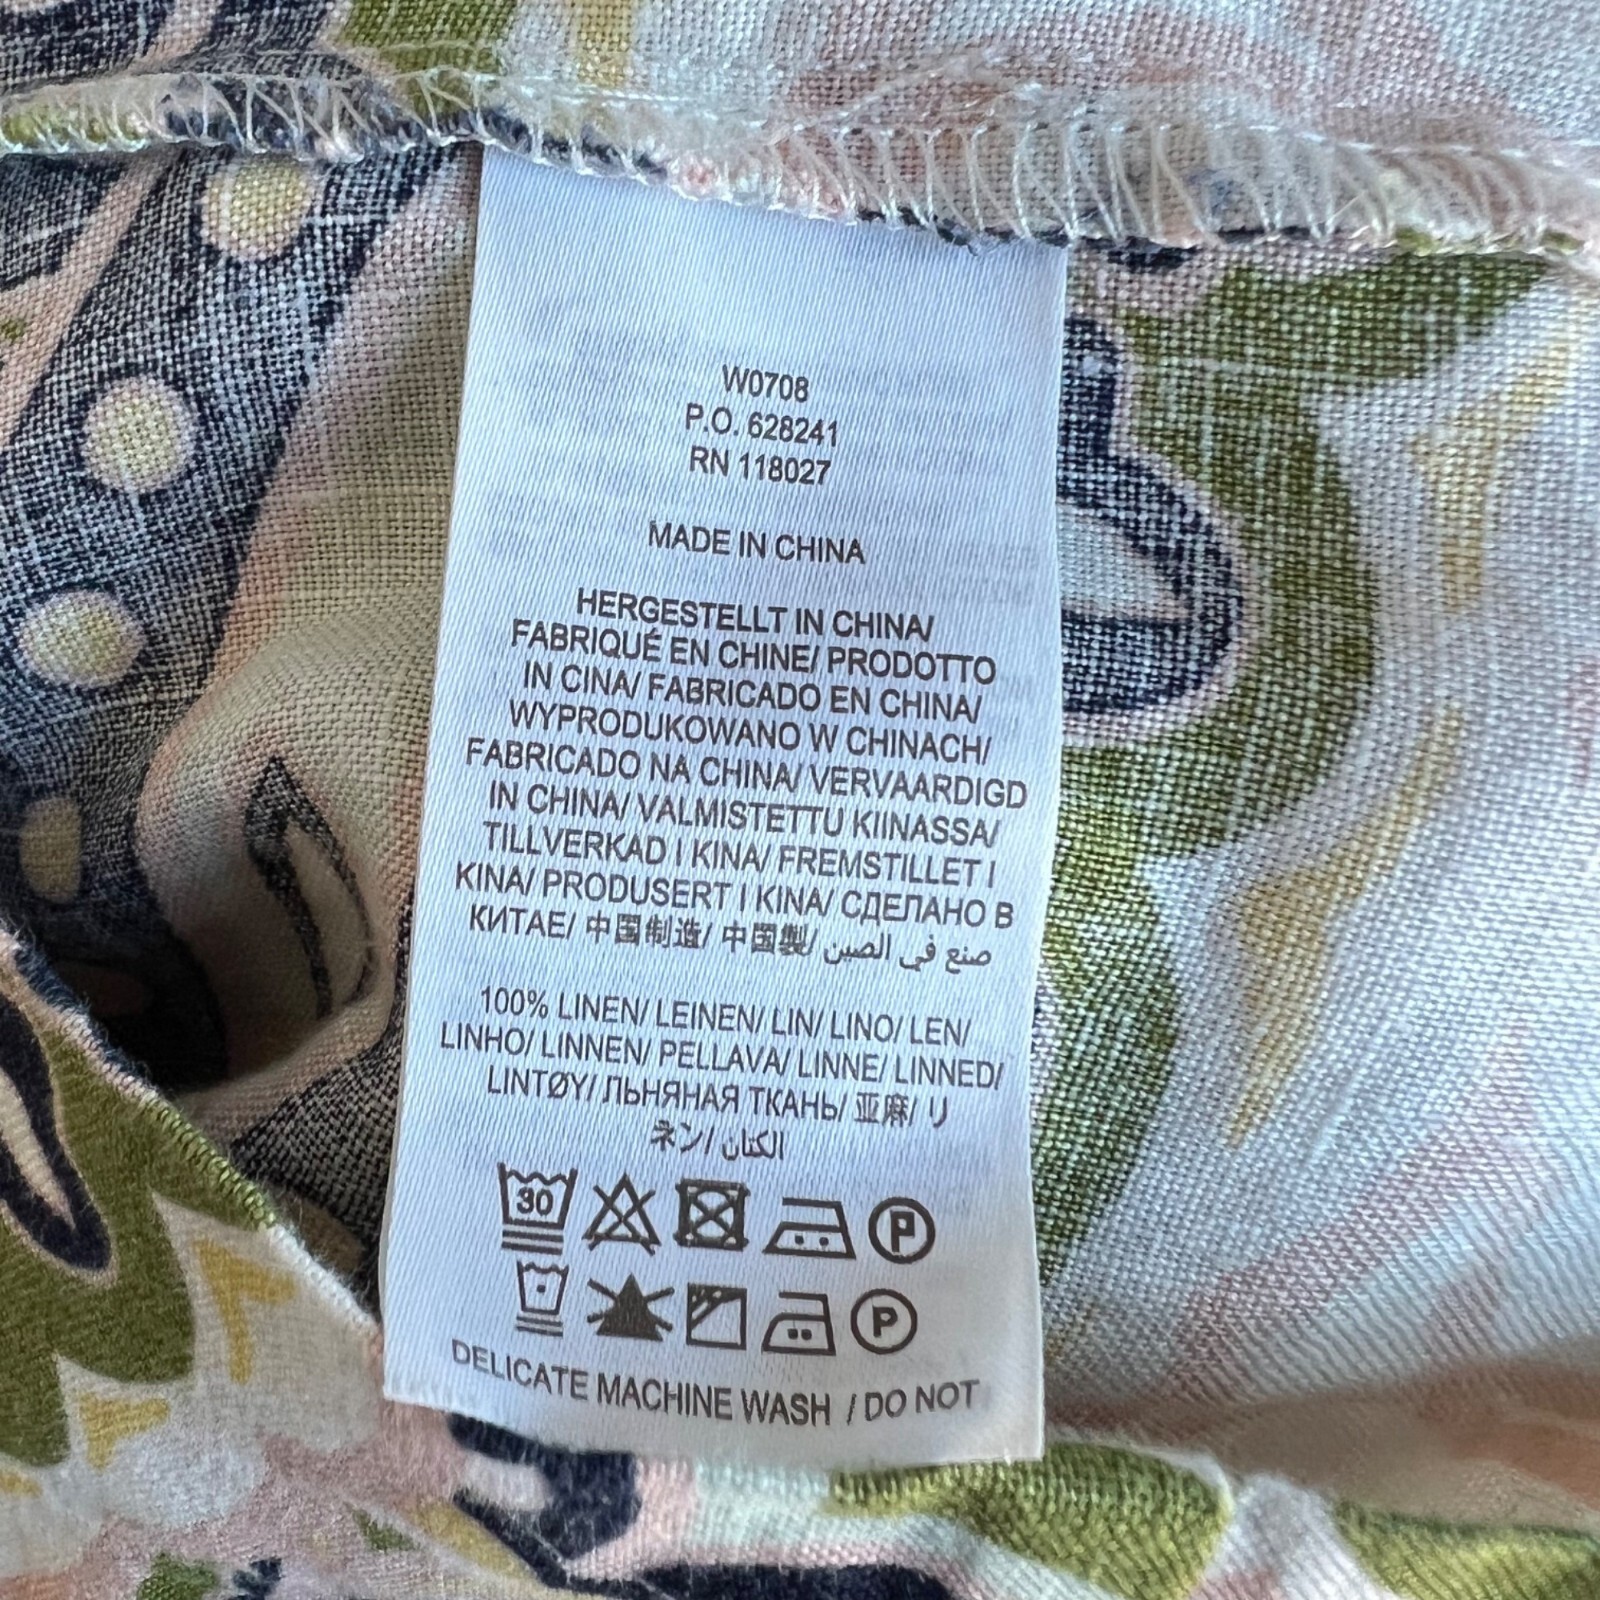 W0708
P.O. 628241
RN 118027
MADE IN CHINA
HERGESTELLT IN CHINA/
FABRIQUÉ EN CHINE/ PRODOTTO
IN CINA/ FABRICADO EN CHINA/
WYPRODUKOWANO W CHINACH/
FABRICADO NA CHINA/ VERVAARDIGD
IN CHINA/ VALMISTETTU KIINASSA/
TILLVERKAD I KINA/ FREMSTILLET I
KINA/ PRODUSERT I KINA/ СДЕЛАНО В
КИТАЕ/ 中国制造/ 中国製/ صنع في الصين
100% LINEN/ LEINEN/ LIN/ LINO/ LEN/
LINHO/ LINNEN/ PELLAVA/ LINNE/ LINNED/
LINTØY/ ЛЬНЯНАЯ ТКАНЬ/ 亚麻/ リ
ネン/ الكتان
30 P
P
DELICATE MACHINE WASH / DO NOT